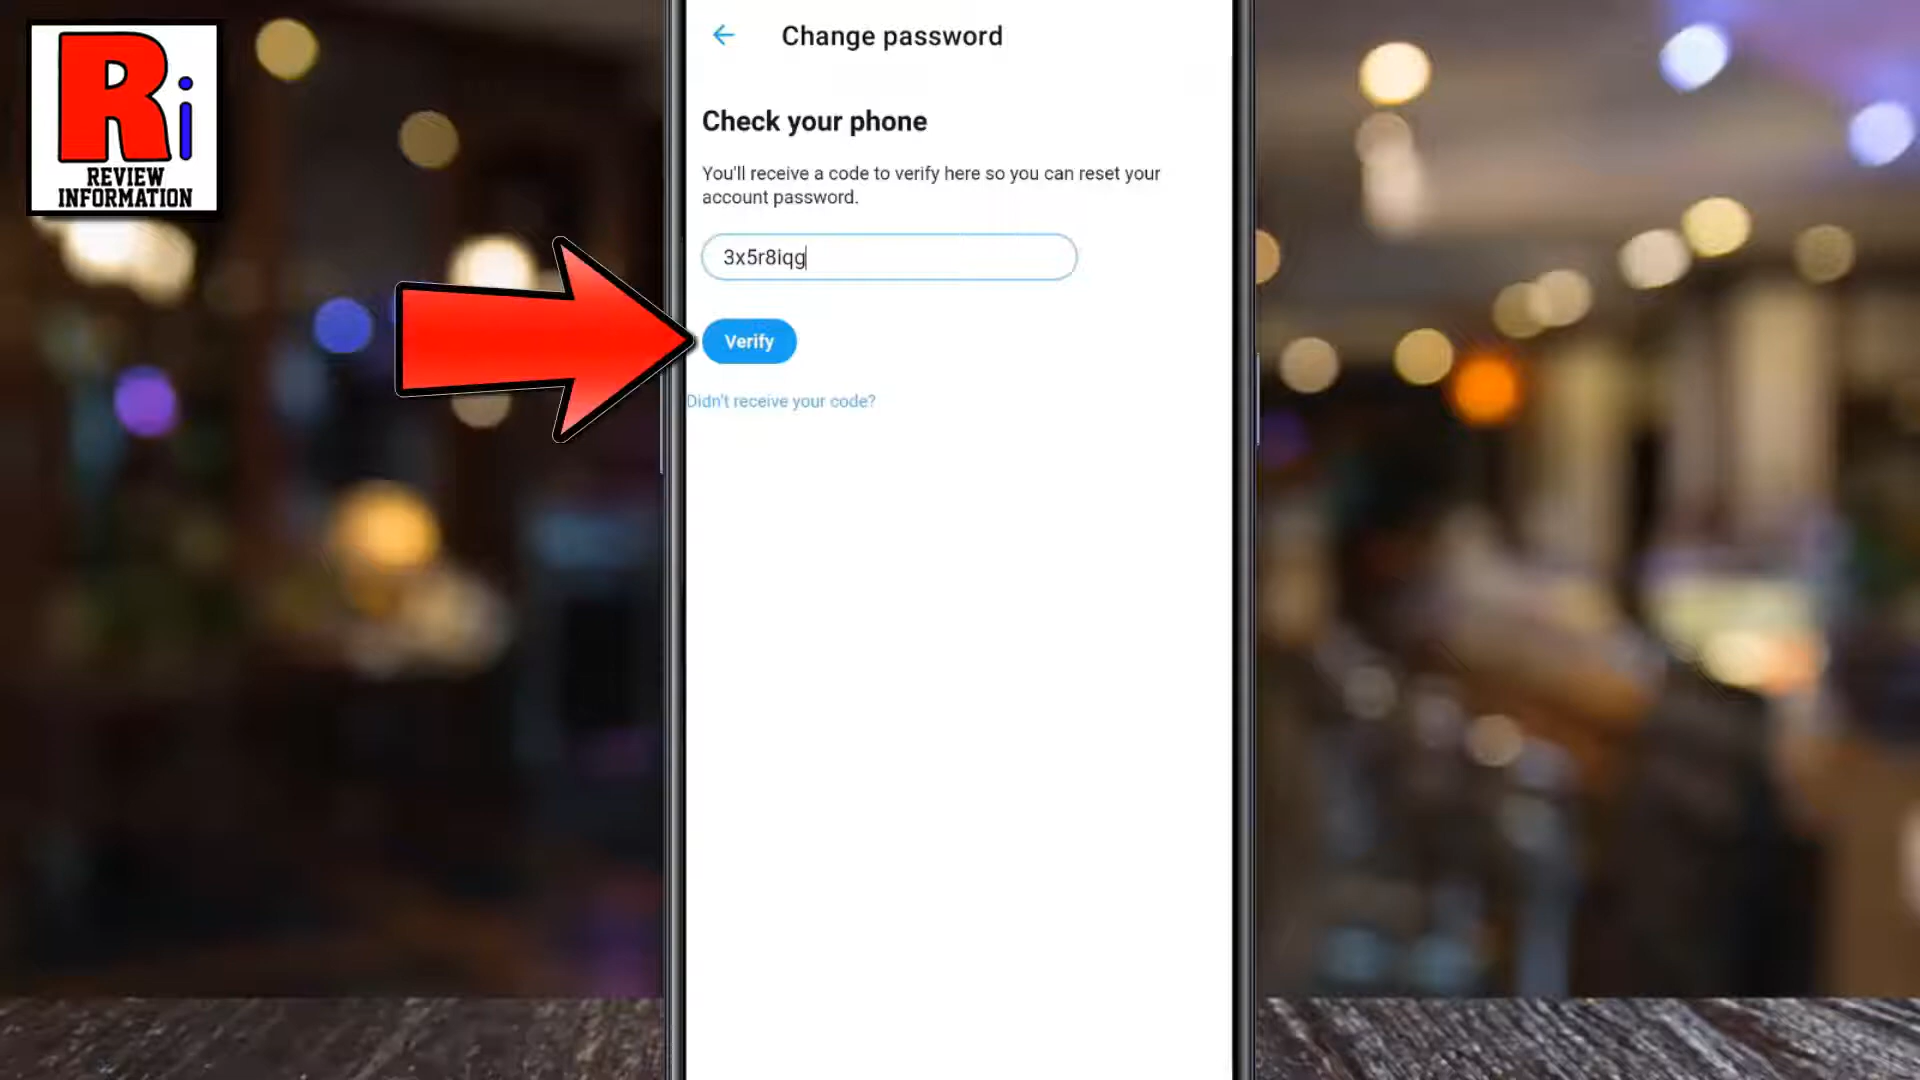 Ri
REVIEW
INFORMATION
Change password
Check your phone
You'll receive a code to verify here so you can reset your
account password.
3x5r8iqg
Verify
Didn't receive your code?